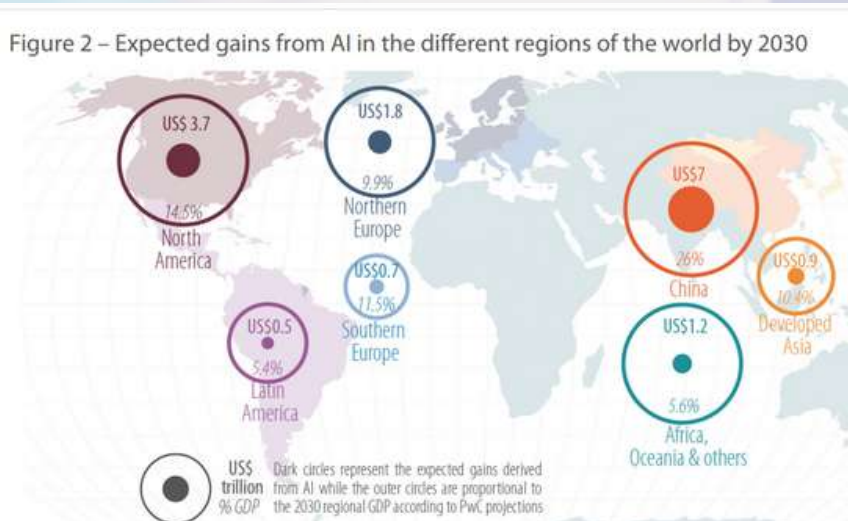 Figure 2 – Expected gains from AI in the different regions of the world by 2030
US$ 3.7
14.5%
North
America
US$1.8
9.9%
Northern
Europe
US$0.7
11.5%
Southern
Europe
US$0.5
5.4%
Latin
America
US$7
26%
China
US$0.9
10.4%
Developed
Asia
US$1.2
5.6%
Africa,
Oceania & others
US$
trillion
% GDP
Dark circles represent the expected gains derived
from AI while the outer circles are proportional to
the 2030 regional GDP according to PwC projections